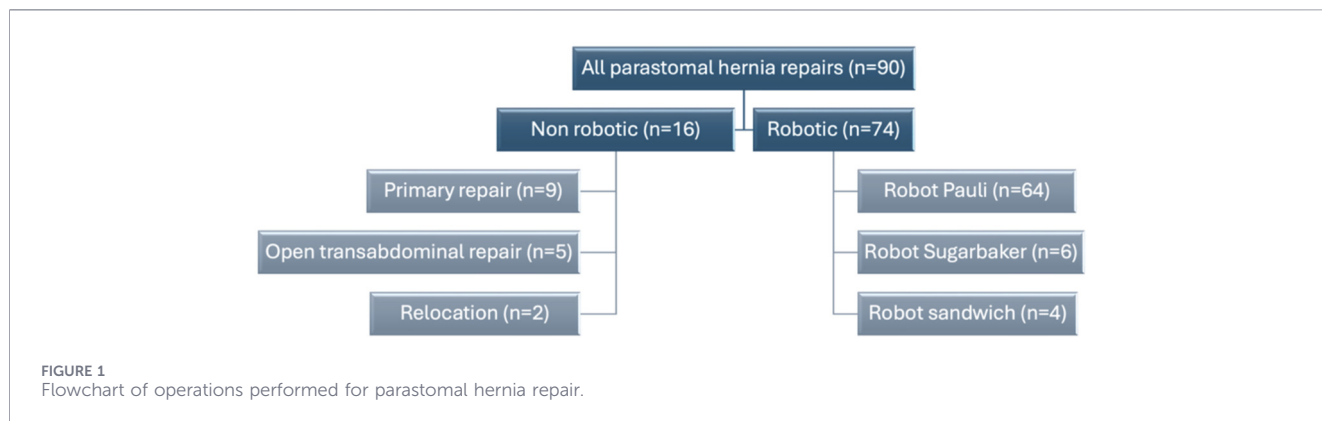 All parastomal hernia repairs (n=90)
Non robotic (n=16)
Robotic (n=74)
Primary repair (n=9)
Robot Pauli (n=64)
Open transabdominal repair (n=5)
Robot Sugarbaker (n=6)
Relocation (n=2)
Robot sandwich (n=4)
FIGURE 1
Flowchart of operations performed for parastomal hernia repair.